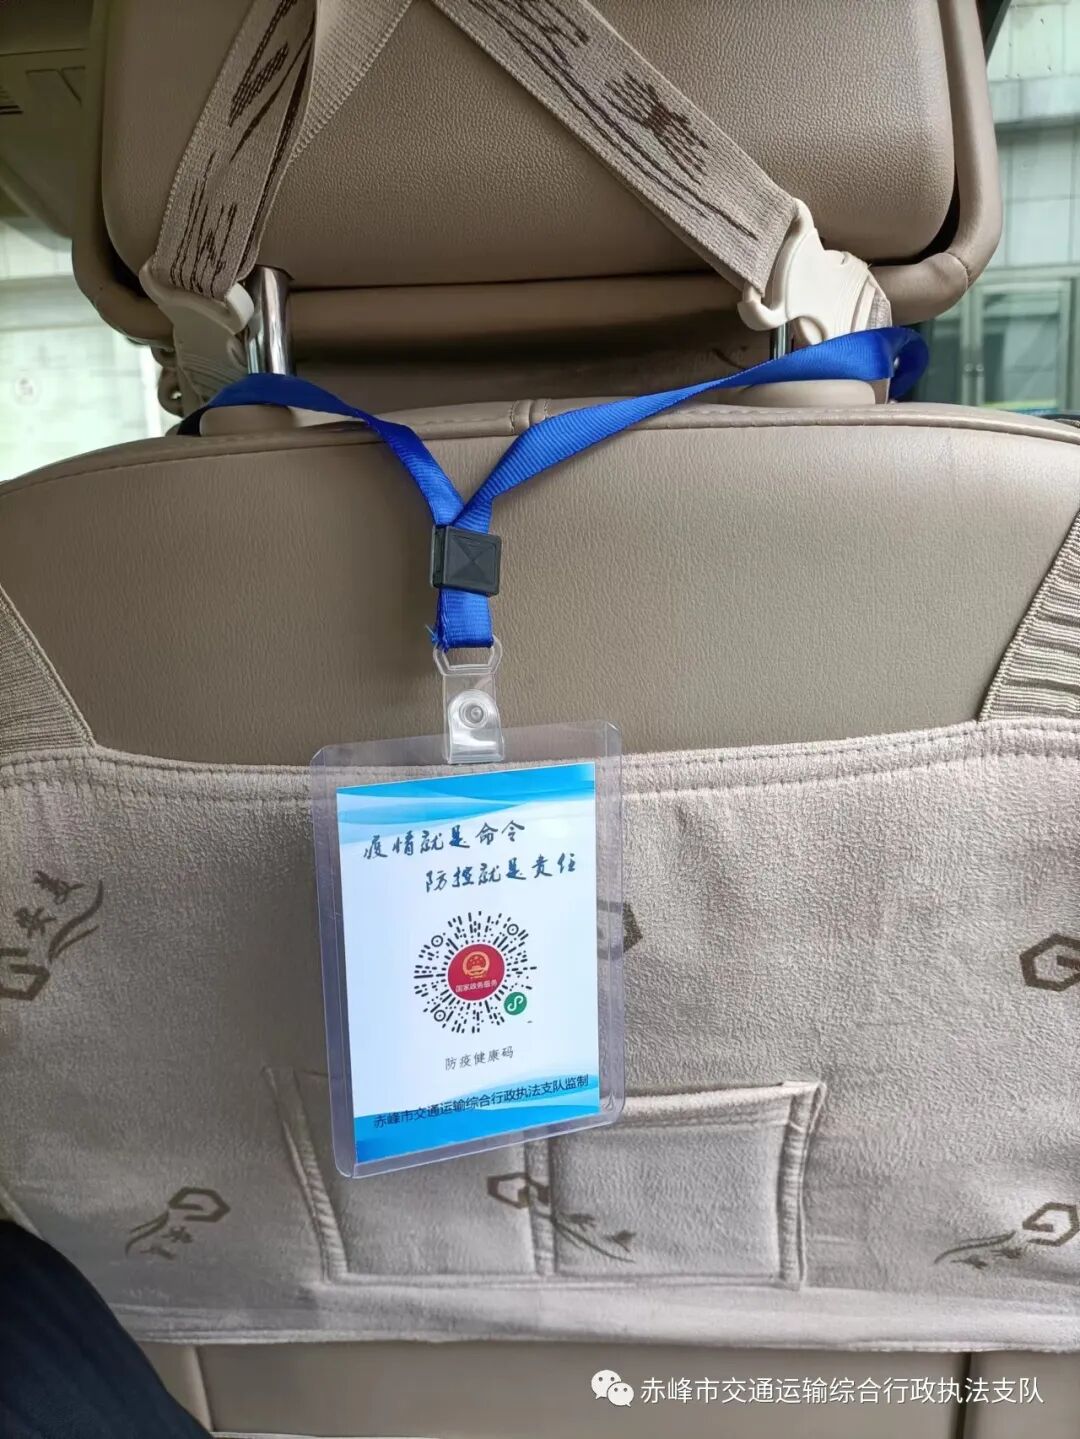 疫情就是命令
防控就是责任
国家政务服务
防疫健康码
赤峰市交通运输综合行政执法支队监制
赤峰市交通运输综合行政执法支队